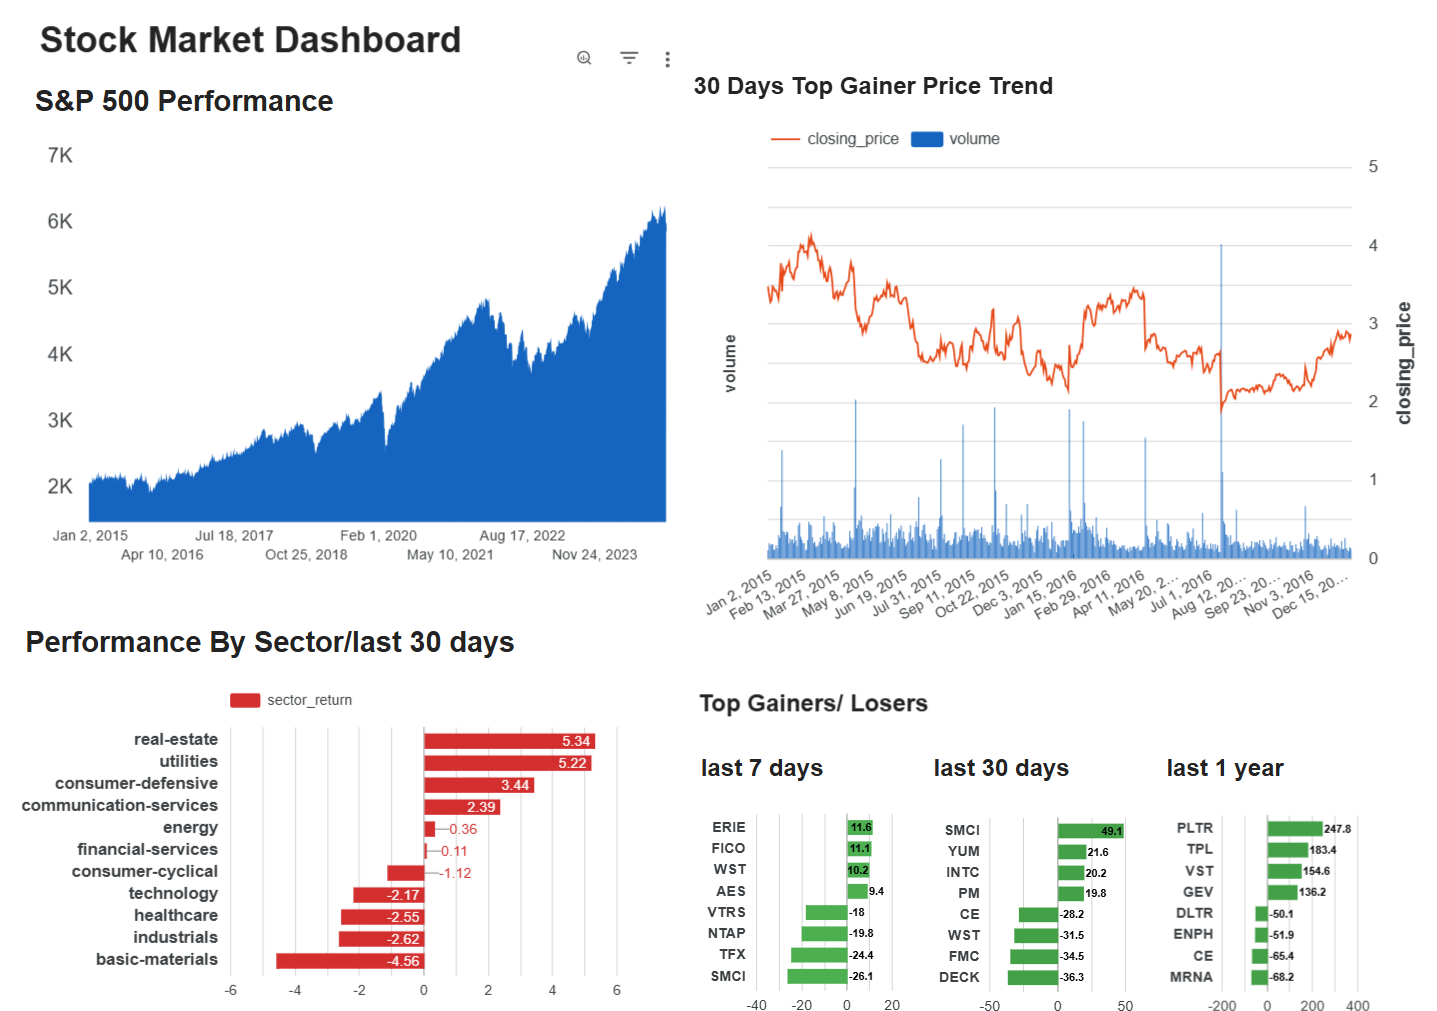 Stock Market Dashboard
S&P 500 Performance
7K
6K
5K
4K
3K
2K
Jan 2, 2015
Jul 18, 2017
Feb 1, 2020
Aug 17, 2022
Apr 10, 2016
Oct 25, 2018
May 10, 2021
Nov 24, 2023
30 Days Top Gainer Price Trend
closing_price
volume
5
4
3
2
1
0
volume
closing_price
Jan 2, 2015
Feb 13, 2015
Mar 27, 2015
May 8, 2015
Jun 19, 2015
Jul 31, 2015
Sep 11, 2015
Oct 22, 2015
Dec 3, 2015
Jan 15, 2016
Feb 29, 2016
Apr 11, 2016
May 20, 2…
Jul 1, 2016
Aug 12, 20…
Sep 23, 20…
Nov 3, 2016
Dec 15, 20…
Performance By Sector/last 30 days
sector_return
real-estate 5.34
utilities 5.22
consumer-defensive 3.44
communication-services 2.39
energy 0.36
financial-services 0.11
consumer-cyclical -1.12
technology -2.17
healthcare -2.55
industrials -2.62
basic-materials -4.56
-6 -4 -2 0 2 4 6
Top Gainers/ Losers
last 7 days
ERIE 11.6
FICO 11.1
WST 10.2
AES 9.4
VTRS -18
NTAP -19.8
TFX -24.4
SMCI -26.1
-40 -20 0 20
last 30 days
SMCI 49.1
YUM 21.6
INTC 20.2
PM 19.8
CE -28.2
WST -31.5
FMC -34.5
DECK -36.3
-50 0 50
last 1 year
PLTR 247.8
TPL 183.4
VST 154.6
GEV 136.2
DLTR -50.1
ENPH -51.9
CE -65.4
MRNA -68.2
-200 0 200 400